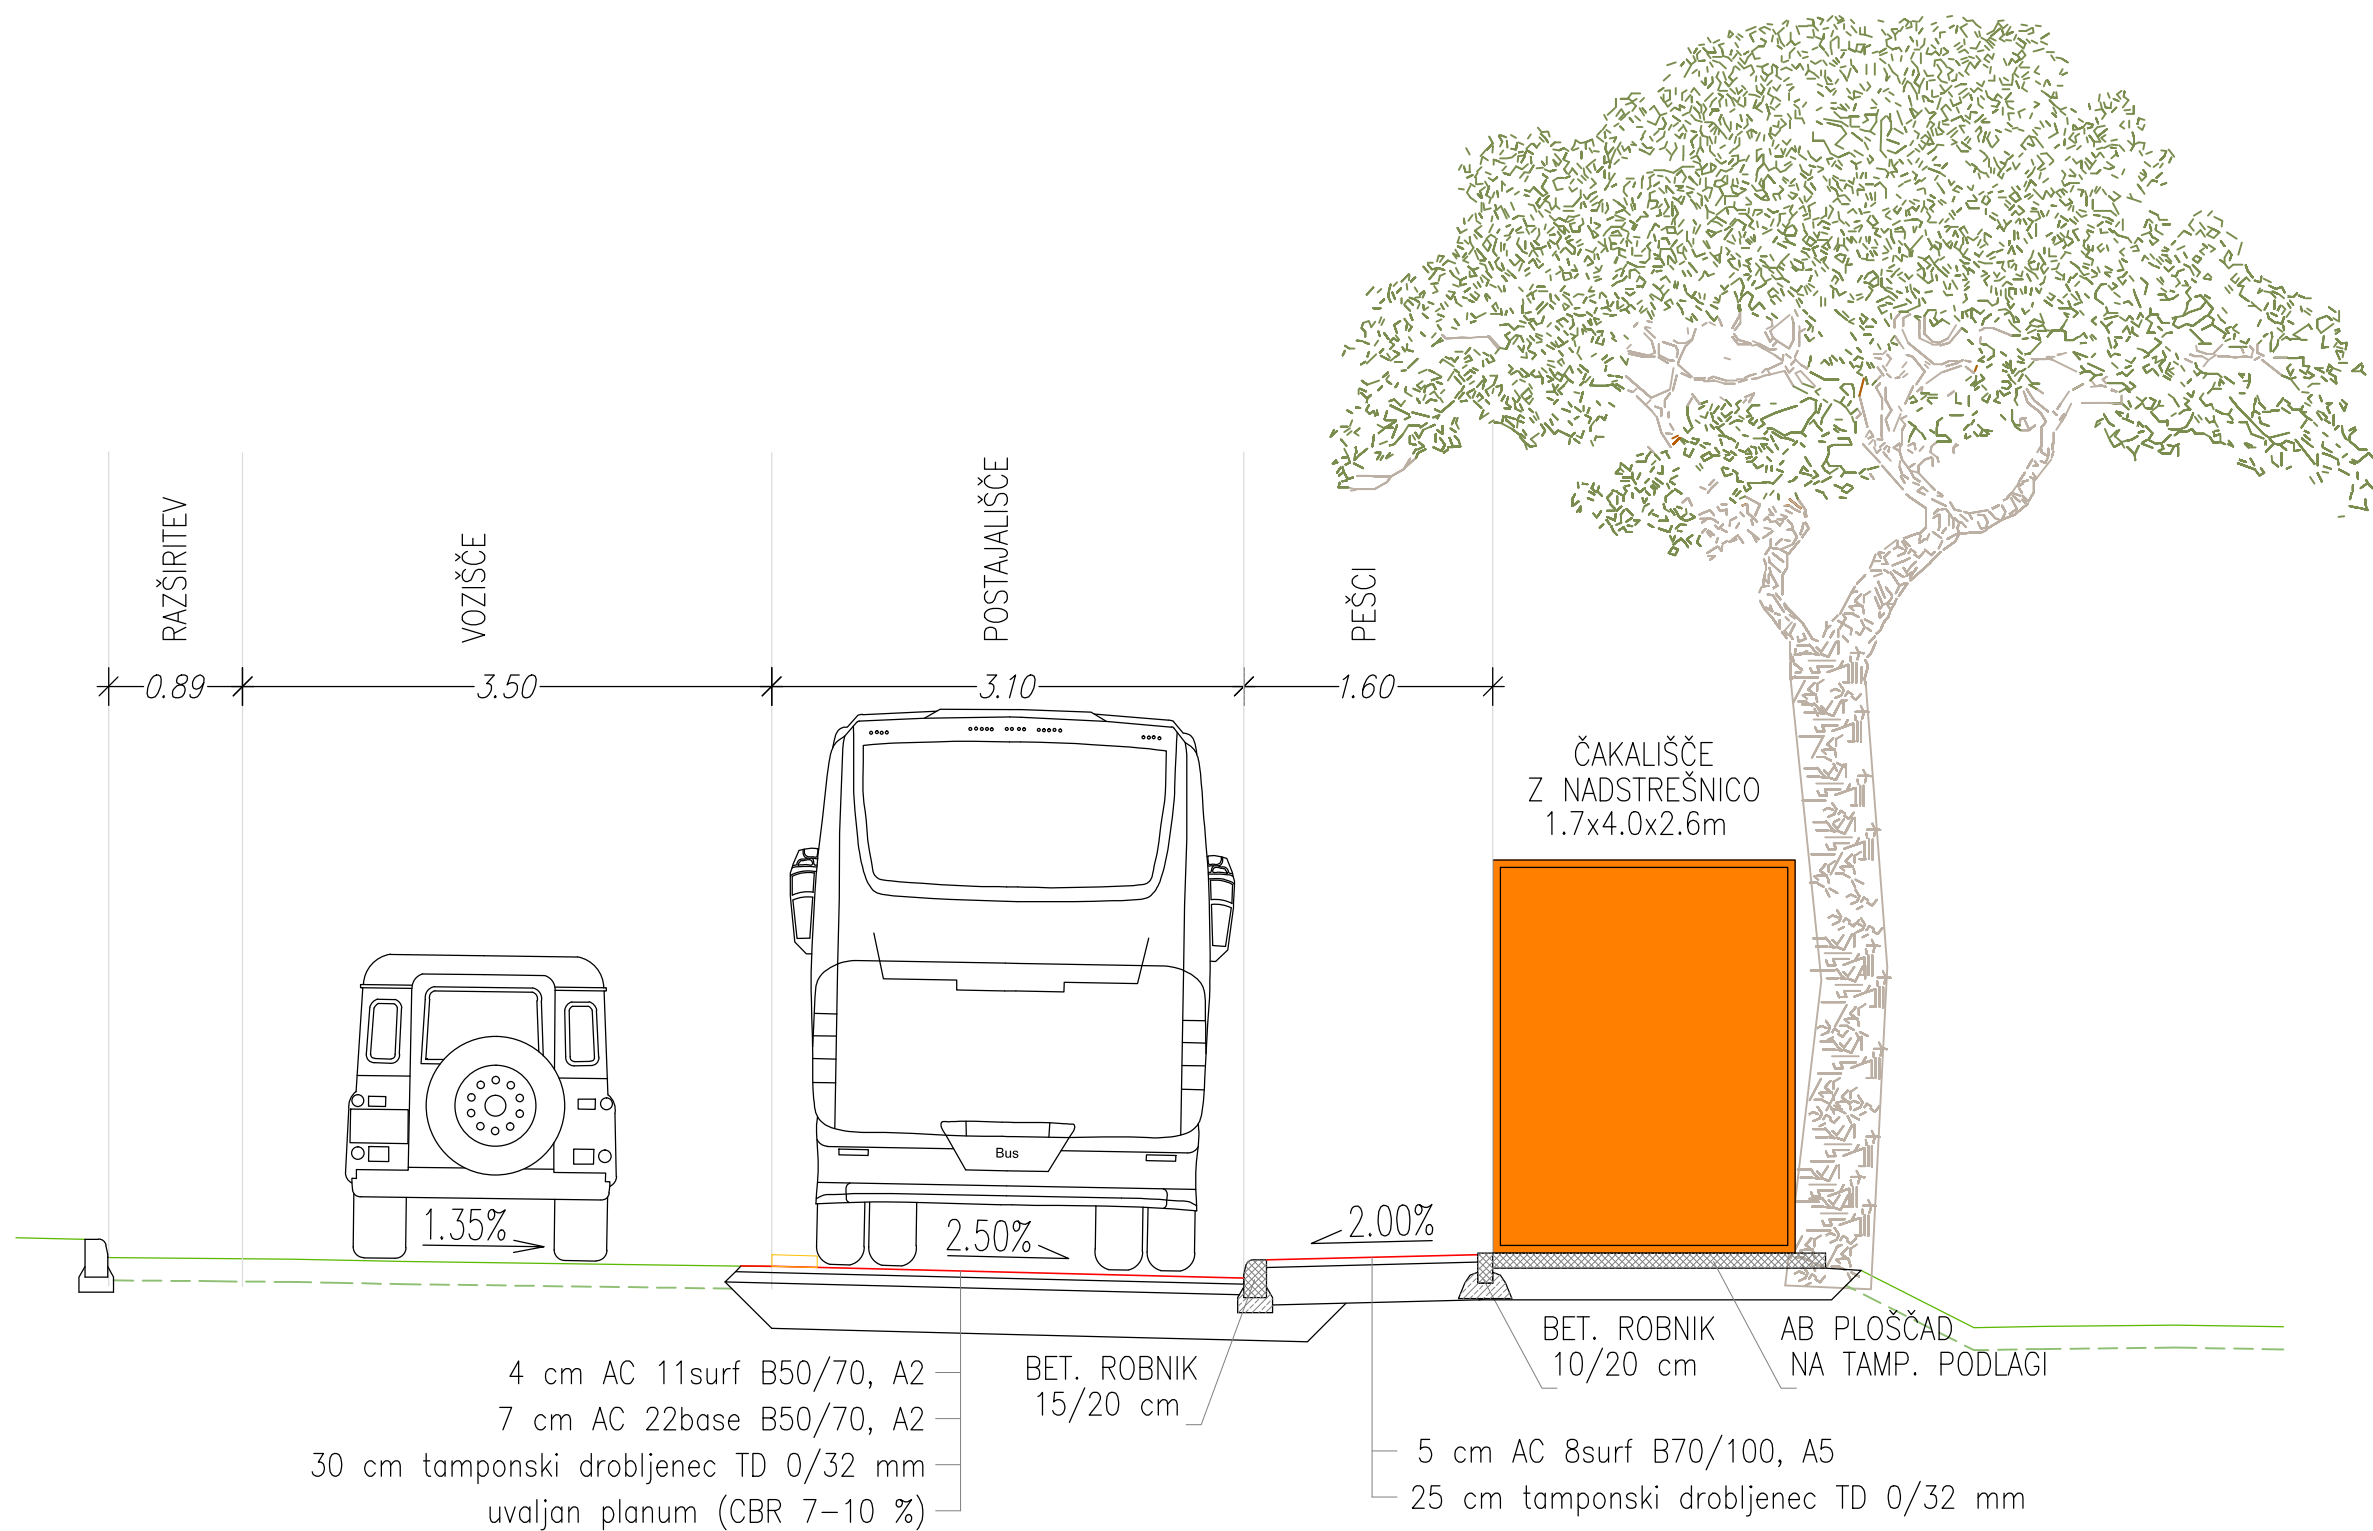 RAZŠIRITEV
VOZIŠČE
POSTAJALIŠČE
PEŠCI
0.89
3.50
3.10
1.60
ČAKALIŠČE
Z NADSTREŠNICO
1.7x4.0x2.6m
Bus
1.35%
2.50%
2.00%
4 cm AC 11surf B50/70, A2
7 cm AC 22base B50/70, A2
30 cm tamponski drobljenec TD 0/32 mm
uvaljan planum (CBR 7-10 %)
BET. ROBNIK
15/20 cm
BET. ROBNIK
10/20 cm
AB PLOŠČAD
NA TAMP. PODLAGI
5 cm AC 8surf B70/100, A5
25 cm tamponski drobljenec TD 0/32 mm